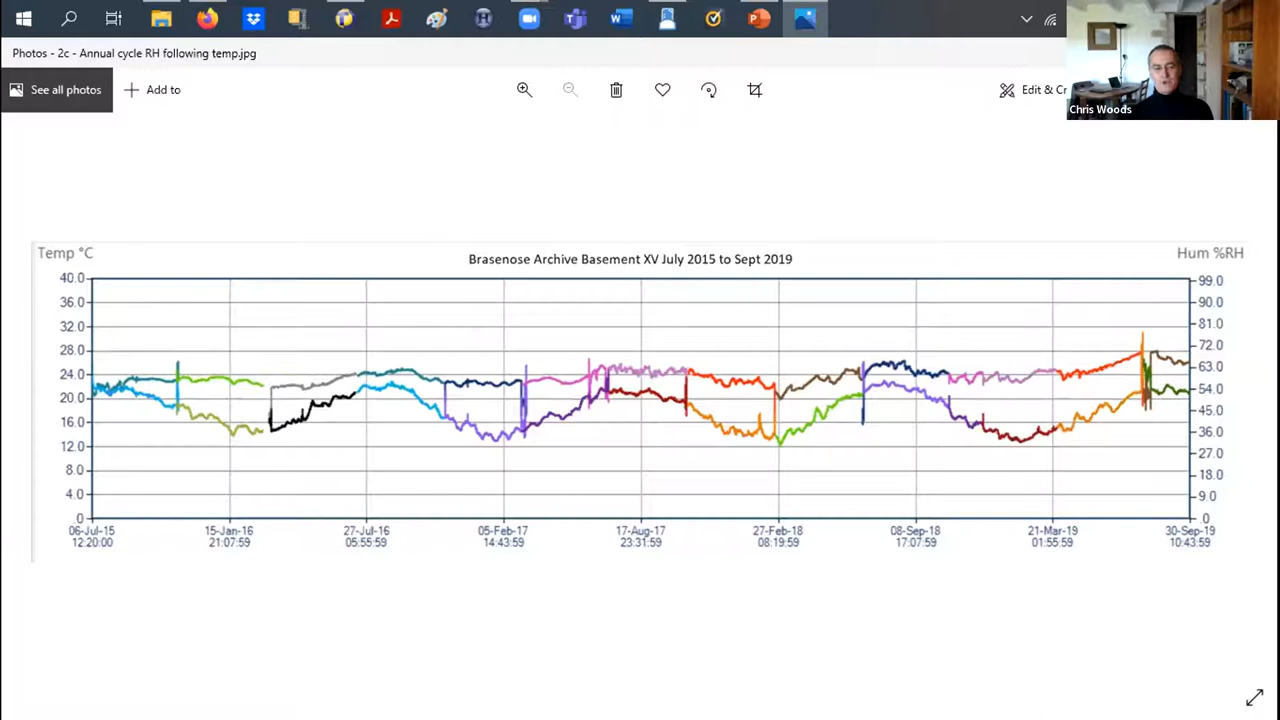 Photos - 2c - Annual cycle RH following temp.jpg
See all photos
Add to
Edit & Cr
Chris Woods
Temp °C
Brasenose Archive Basement XV July 2015 to Sept 2019
Hum %RH
40.0
36.0
32.0
28.0
24.0
20.0
16.0
12.0
8.0
4.0
.0
99.0
90.0
81.0
72.0
63.0
54.0
45.0
36.0
27.0
18.0
9.0
.0
06-Jul-15 15-Jan-16 27-Jul-16 05-Feb-17 17-Aug-17 27-Feb-18 08-Sep-18 21-Mar-19 30-Sep-19
12:20:00 21:07:59 05:55:59 14:43:59 23:31:59 08:19:59 17:07:59 01:55:59 10:43:59